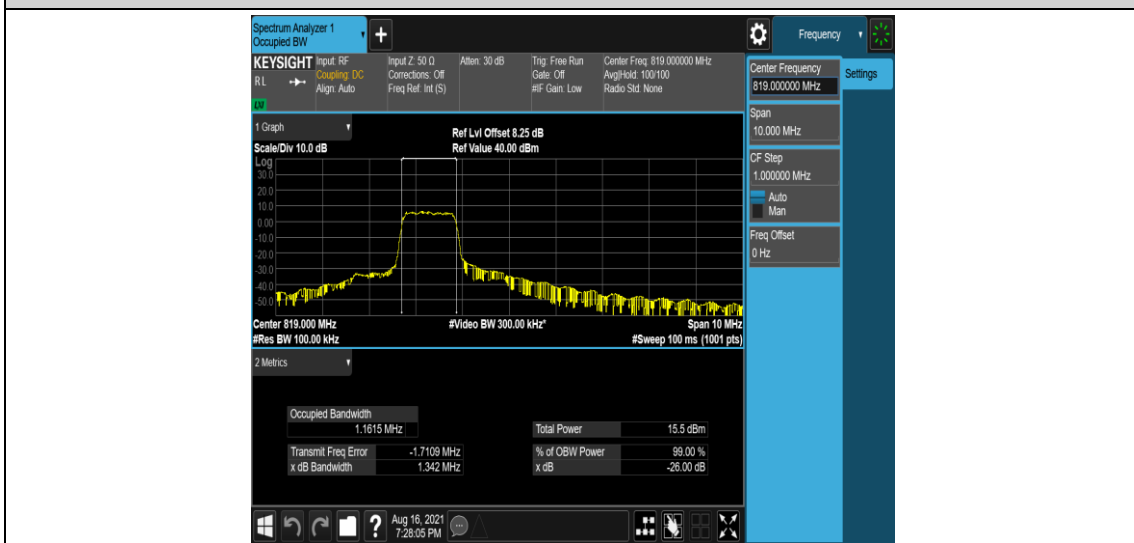 Spectrum Analyzer 1
Occupied BW
Frequency
KEYSIGHT
RL
LXI
Input: RF
Coupling: DC
Align: Auto
Input Z: 50 Ω
Corrections: Off
Freq Ref: Int (S)
Atten: 30 dB
Trig: Free Run
Gate: Off
#IF Gain: Low
Center Freq: 819.000000 MHz
Avg|Hold: 100/100
Radio Std: None
Center Frequency
819.000000 MHz
Settings
Span
10.000 MHz
CF Step
1.000000 MHz
Auto
Man
Freq Offset
0 Hz
1 Graph
Ref Lvl Offset 8.25 dB
Scale/Div 10.0 dB
Ref Value 40.00 dBm
Log
30.0
20.0
10.0
0.00
-10.0
-20.0
-30.0
-40.0
-50.0
Center 819.000 MHz
#Video BW 300.00 kHz*
Span 10 MHz
#Res BW 100.00 kHz
#Sweep 100 ms (1001 pts)
2 Metrics
Occupied Bandwidth
1.1615 MHz
Total Power 15.5 dBm
Transmit Freq Error -1.7109 MHz
% of OBW Power 99.00 %
x dB Bandwidth 1.342 MHz
x dB -26.00 dB
Aug 16, 2021
7:28:05 PM